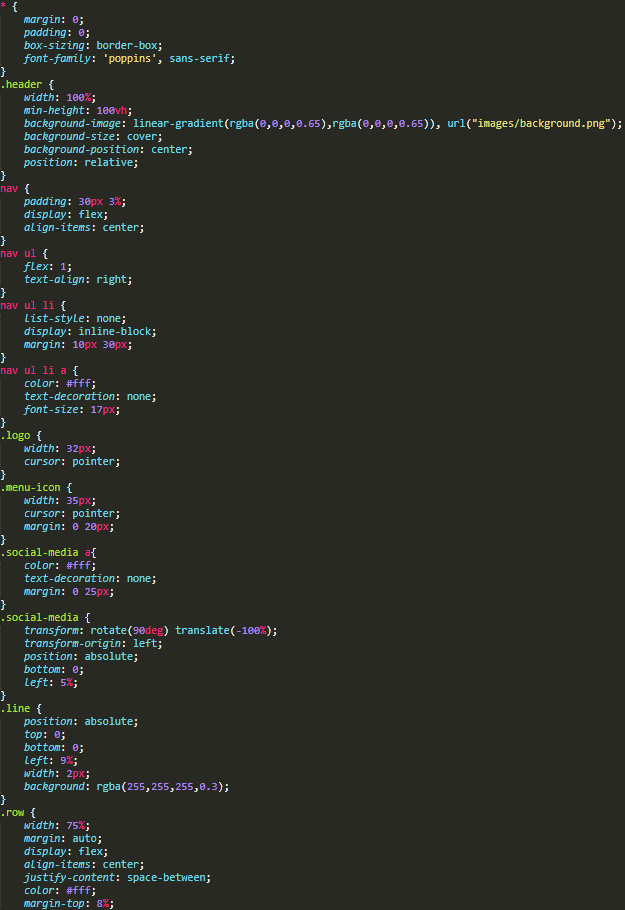 * {
    margin: 0;
    padding: 0;
    box-sizing: border-box;
    font-family: 'poppins', sans-serif;
}
.header {
    width: 100%;
    min-height: 100vh;
    background-image: linear-gradient(rgba(0,0,0,0.65),rgba(0,0,0,0.65)), url("images/background.png");
    background-size: cover;
    background-position: center;
    position: relative;
}
nav {
    padding: 30px 3%;
    display: flex;
    align-items: center;
}
nav ul {
    flex: 1;
    text-align: right;
}
nav ul li {
    list-style: none;
    display: inline-block;
    margin: 10px 30px;
}
nav ul li a {
    color: #fff;
    text-decoration: none;
    font-size: 17px;
}
.logo {
    width: 32px;
    cursor: pointer;
}
.menu-icon {
    width: 35px;
    cursor: pointer;
    margin: 0 20px;
}
.social-media a{
    color: #fff;
    text-decoration: none;
    margin: 0 25px;
}
.social-media {
    transform: rotate(90deg) translate(-100%);
    transform-origin: left;
    position: absolute;
    bottom: 0;
    left: 5%;
}
.line {
    position: absolute;
    top: 0;
    bottom: 0;
    left: 9%;
    width: 2px;
    background: rgba(255,255,255,0.3);
}
.row {
    width: 75%;
    margin: auto;
    display: flex;
    align-items: center;
    justify-content: space-between;
    color: #fff;
    margin-top: 8%;